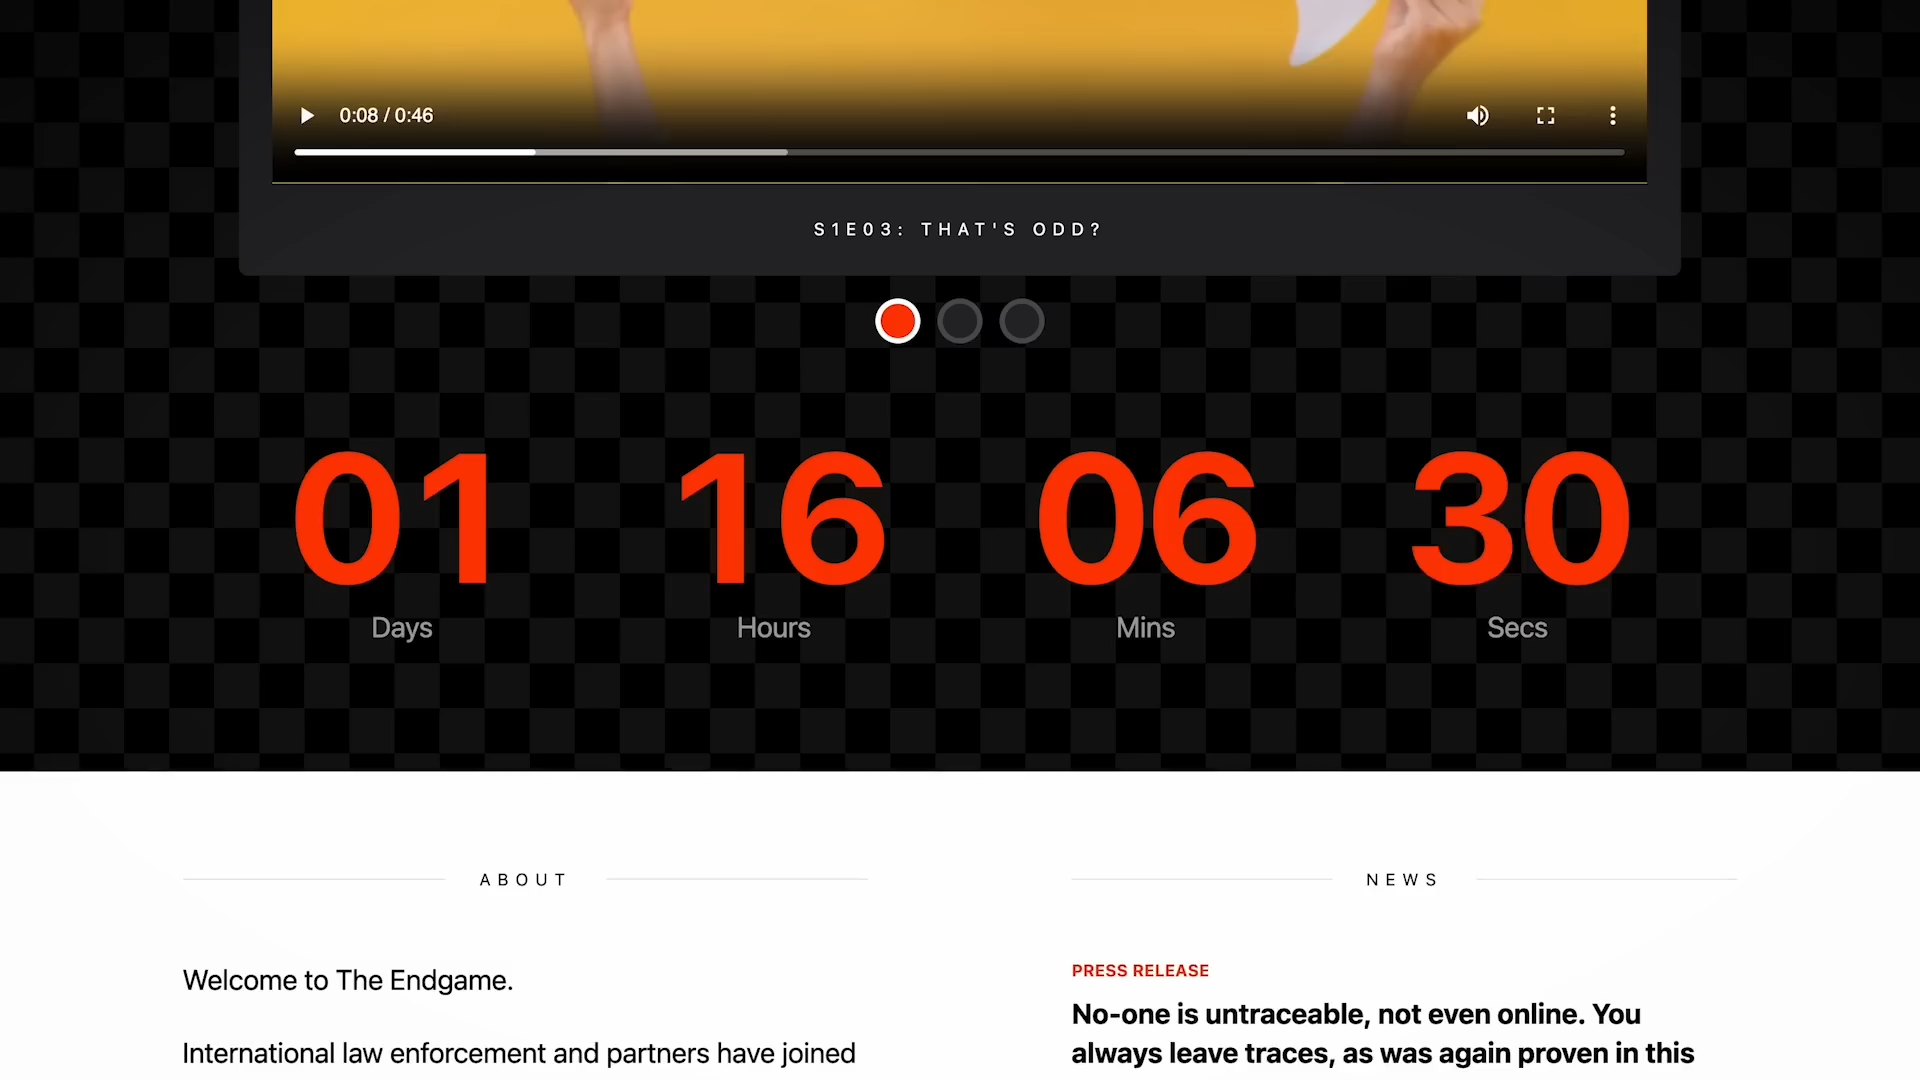 0:08 / 0:46
S1E03: THAT'S ODD?
01 16 06 30
Days Hours Mins Secs
ABOUT
Welcome to The Endgame.
International law enforcement and partners have joined
NEWS
PRESS RELEASE
No-one is untraceable, not even online. You
always leave traces, as was again proven in this